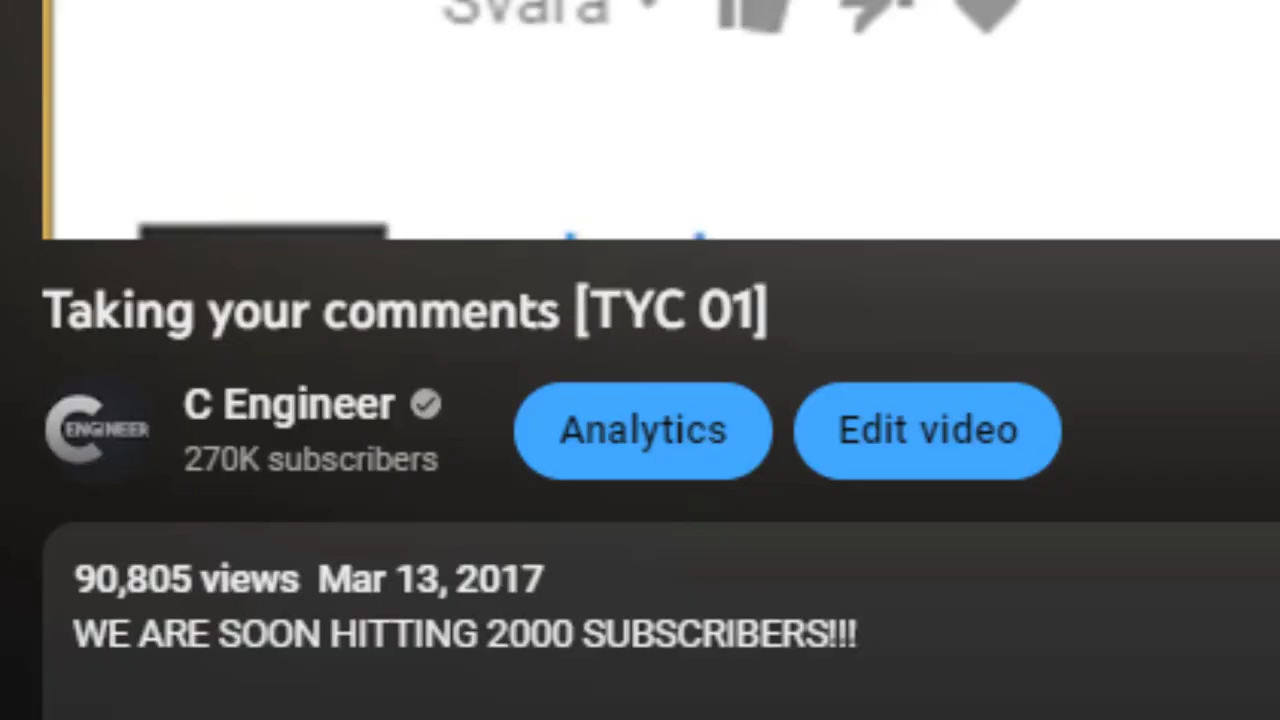 Svara
Taking your comments [TYC 01]
ENGINEER
C Engineer
270K subscribers
Analytics
Edit video
90,805 views Mar 13, 2017
WE ARE SOON HITTING 2000 SUBSCRIBERS!!!